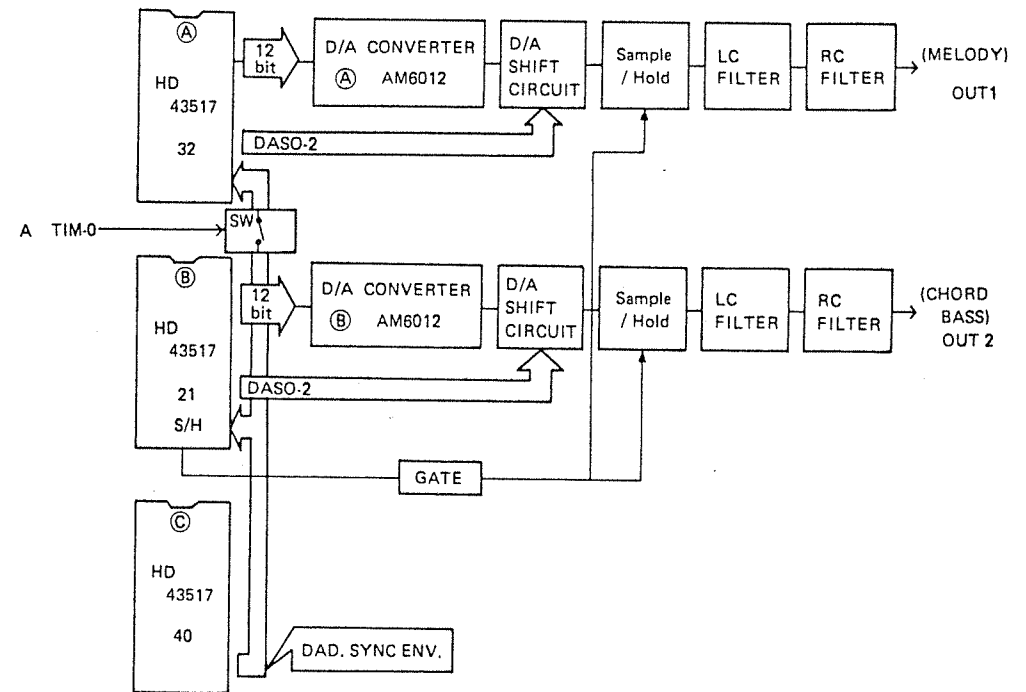 Ⓐ
HD
43517
32
12
bit
D/A CONVERTER
Ⓐ AM6012
D/A
SHIFT
CIRCUIT
Sample
/ Hold
LC
FILTER
RC
FILTER
(MELODY)
OUT1
DASO-2
A TIM-0
SW
Ⓑ
HD
43517
21
S/H
12
bit
D/A CONVERTER
Ⓑ AM6012
D/A
SHIFT
CIRCUIT
Sample
/ Hold
LC
FILTER
RC
FILTER
(CHORD
BASS)
OUT 2
DASO-2
GATE
Ⓒ
HD
43517
40
DAD. SYNC ENV.